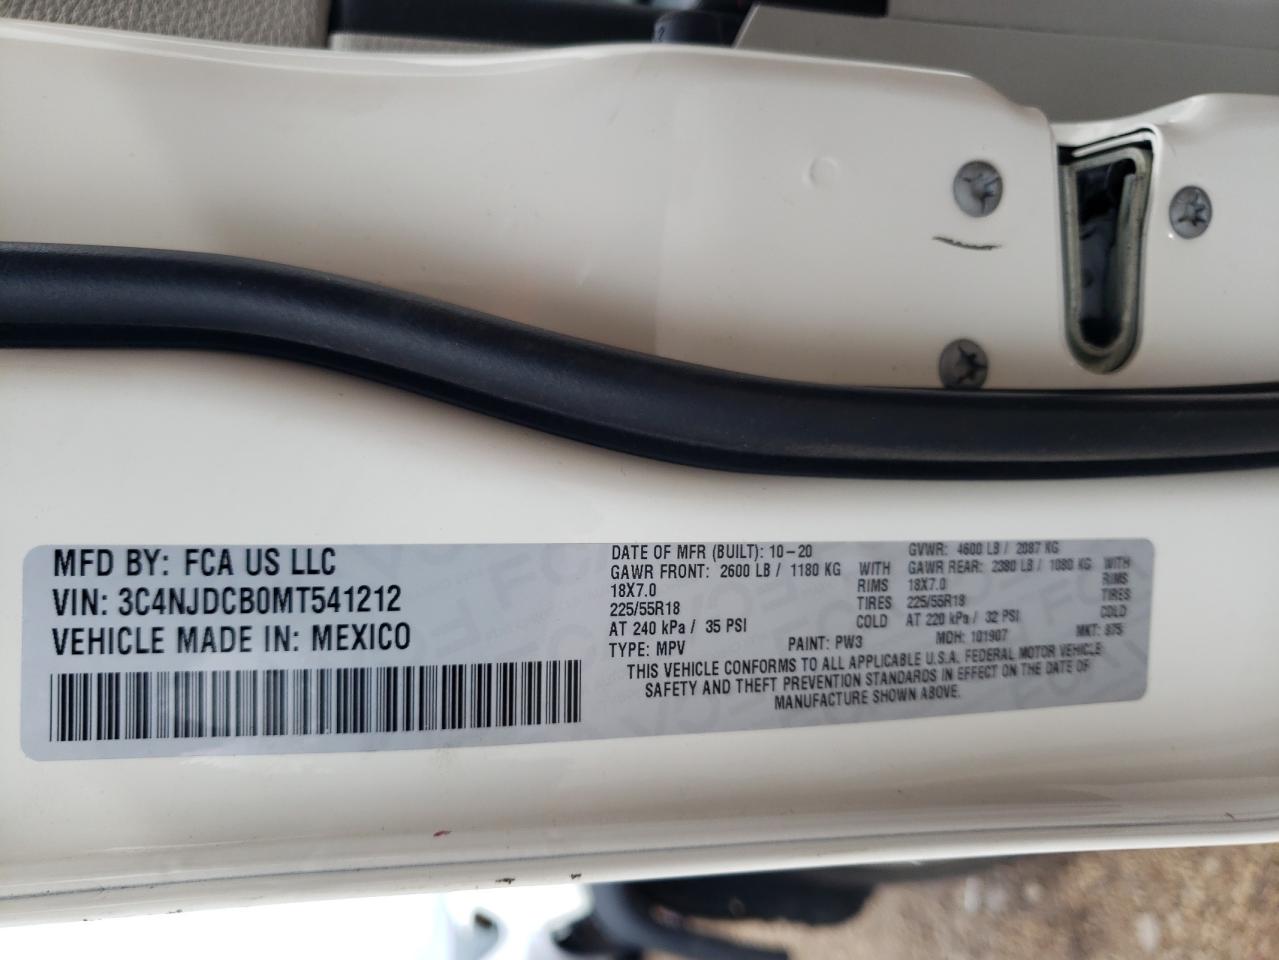 MFD BY: FCA US LLC
VIN: 3C4NJDCB0MT541212
VEHICLE MADE IN: MEXICO
DATE OF MFR (BUILT): 10-20 GVWR: 4600 LB / 2087 KG
GAWR FRONT: 2600 LB / 1180 KG WITH GAWR REAR: 2380 LB / 1080 KG WITH
18X7.0 RIMS 18X7.0 RIMS
225/55R18 TIRES 225/55R18 TIRES
AT 240 kPa / 35 PSI COLD AT 220 kPa / 32 PSI COLD
TYPE: MPV PAINT: PW3 MDH: 101907 MKT: 875
THIS VEHICLE CONFORMS TO ALL APPLICABLE U.S.A. FEDERAL MOTOR VEHICLE
SAFETY AND THEFT PREVENTION STANDARDS IN EFFECT ON THE DATE OF
MANUFACTURE SHOWN ABOVE.